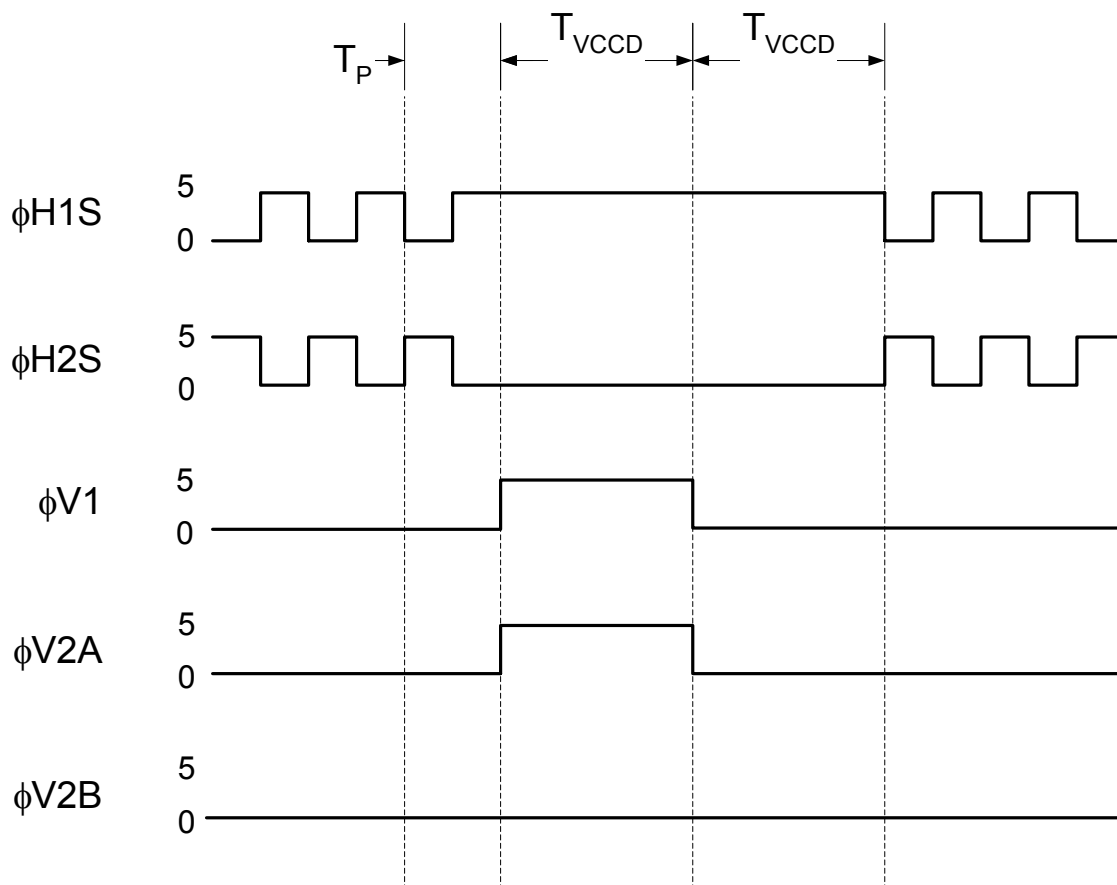 T_P T_VCCD T_VCCD
ϕH1S 5 0
ϕH2S 5 0
ϕV1 5 0
ϕV2A 5 0
ϕV2B 5 0